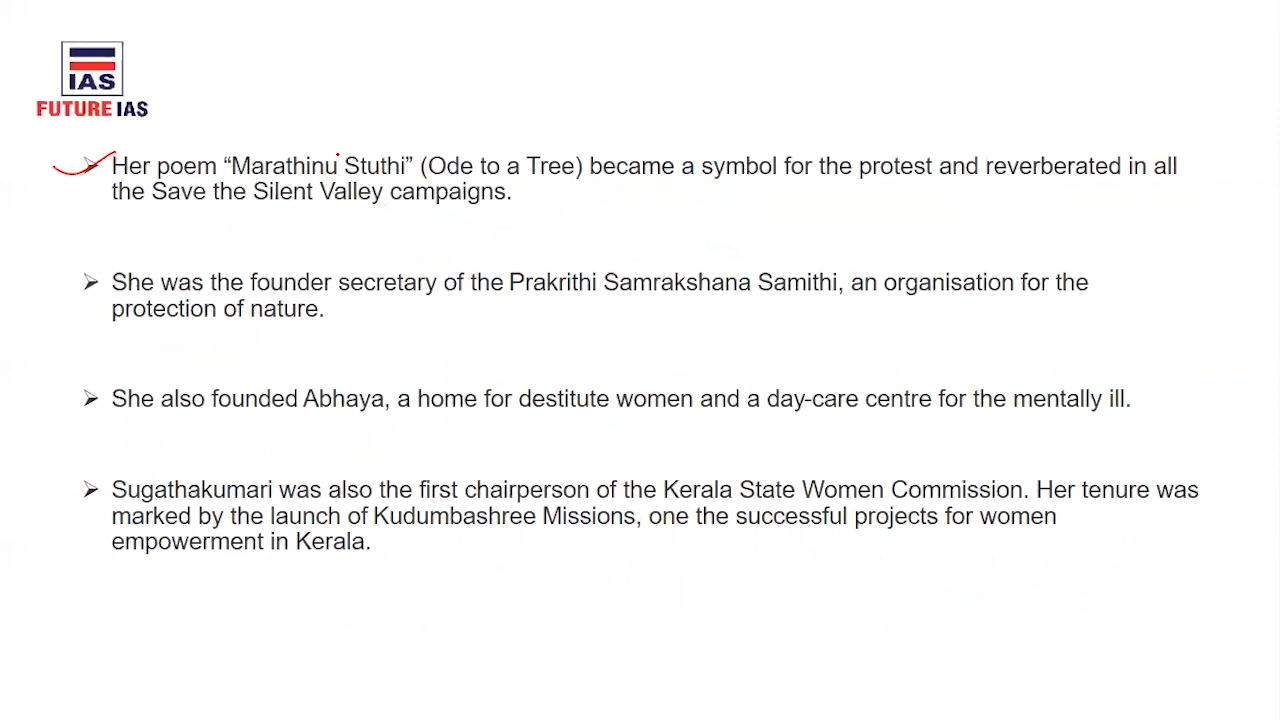 IAS
FUTURE IAS
➢ Her poem “Marathinu Stuthi” (Ode to a Tree) became a symbol for the protest and reverberated in all
the Save the Silent Valley campaigns.
➢ She was the founder secretary of the Prakrithi Samrakshana Samithi, an organisation for the
protection of nature.
➢ She also founded Abhaya, a home for destitute women and a day-care centre for the mentally ill.
➢ Sugathakumari was also the first chairperson of the Kerala State Women Commission. Her tenure was
marked by the launch of Kudumbashree Missions, one the successful projects for women
empowerment in Kerala.